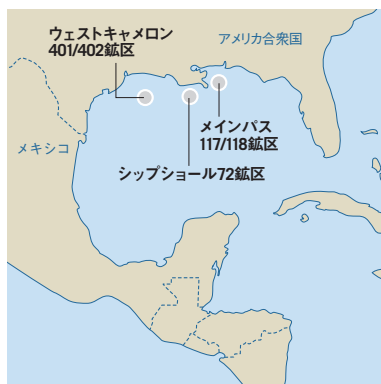 ウェストキャメロン
401/402鉱区
アメリカ合衆国
メインパス
117/118鉱区
メキシコ
シップショール72鉱区